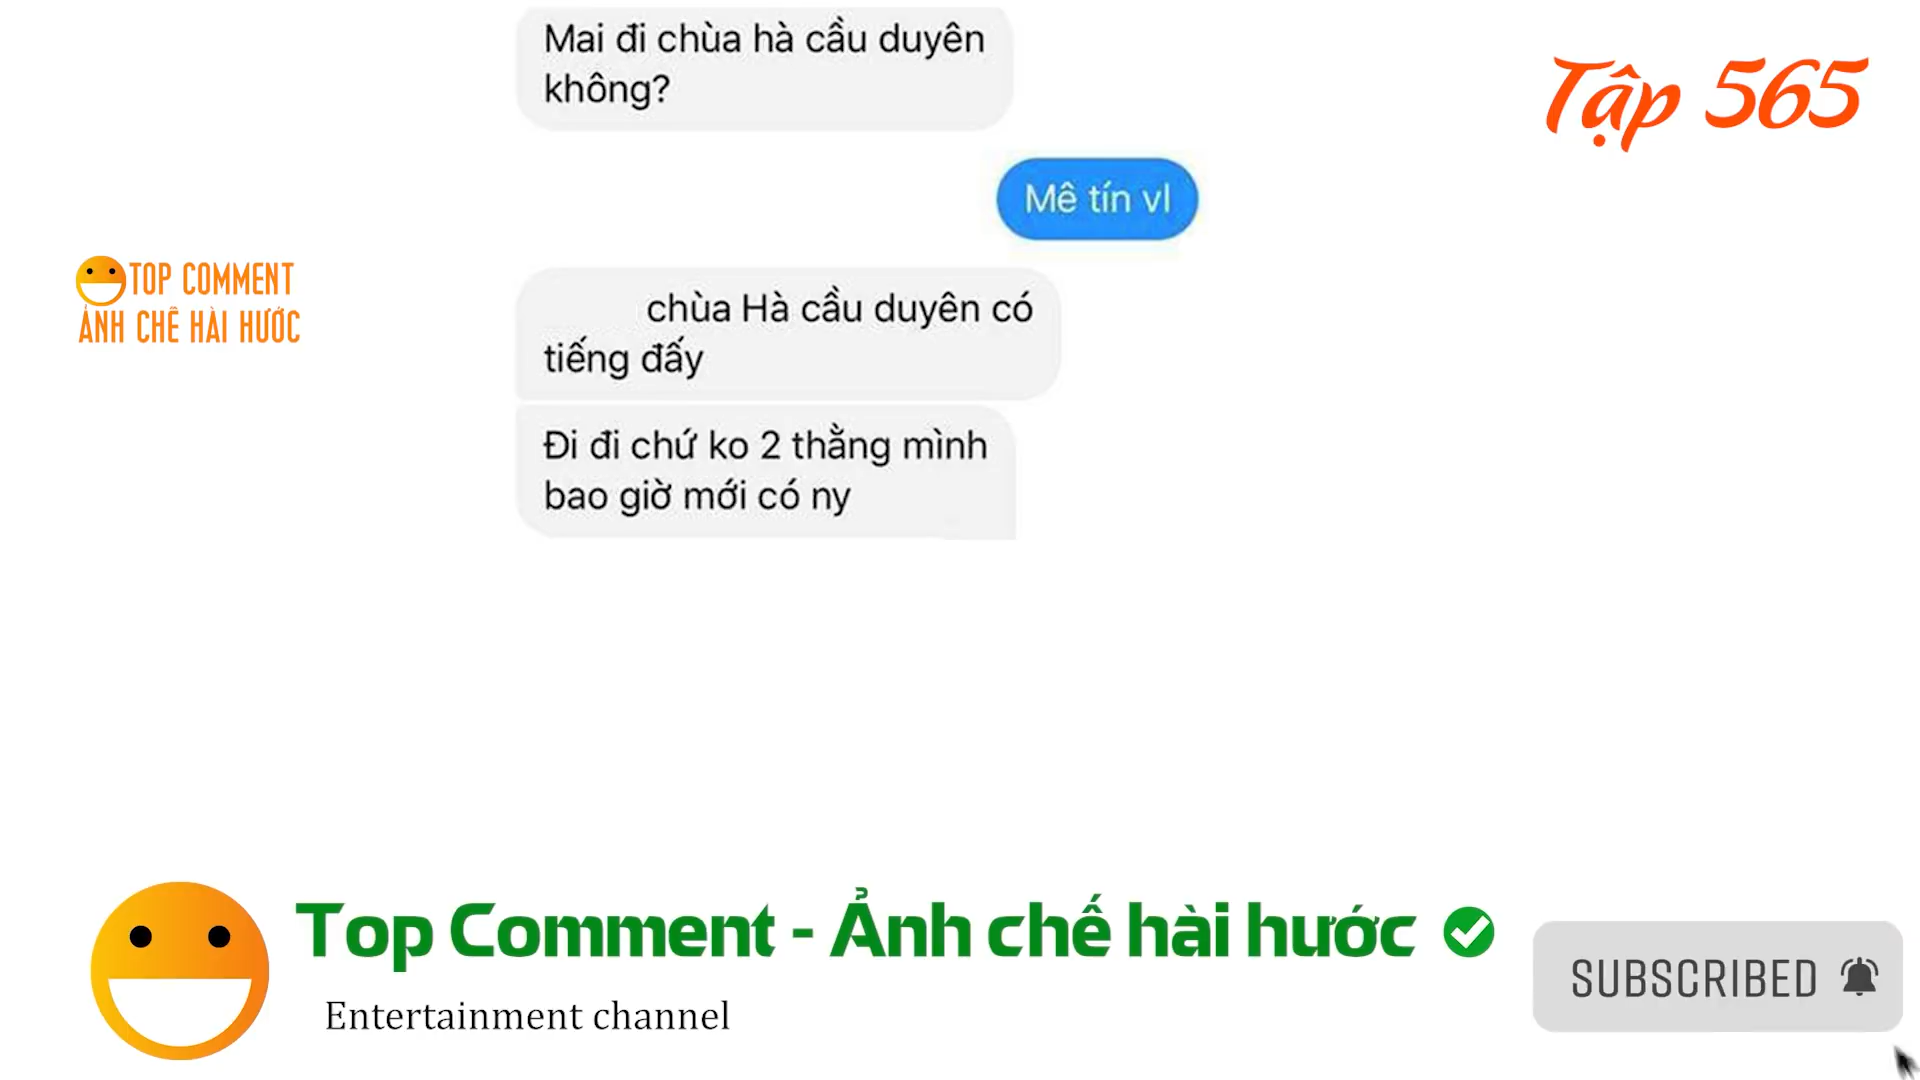 Mai đi chùa hà cầu duyên
không?
Tập 565
Mê tín vl
TOP COMMENT
ẢNH CHẾ HÀI HƯỚC
chùa Hà cầu duyên có
tiếng đấy
Đi đi chứ ko 2 thằng mình
bao giờ mới có ny
Top Comment - Ảnh chế hài hước
Entertainment channel
SUBSCRIBED